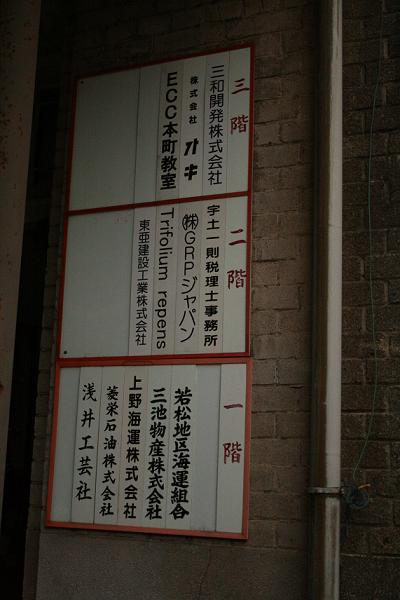 三階
三和開発株式会社
株式会社 オキ
ECC本町教室
二階
宇土一則税理士事務所
㈱GRPジャパン
Trifolium repens
東亜建設工業株式会社
一階
若松地区海運組合
三池物産株式会社
上野海運株式会社
菱栄石油株式会社
浅井工芸社